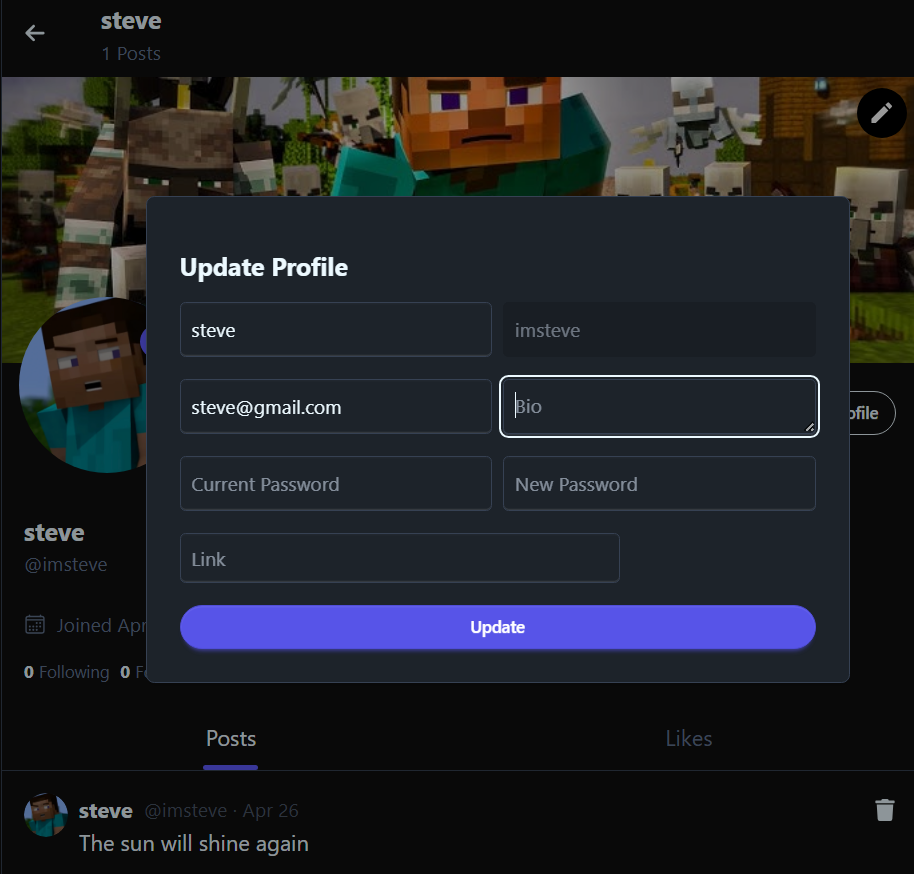 steve
1 Posts
Update Profile
steve
imsteve
steve@gmail.com
Bio
Current Password
New Password
Link
Update
steve
@imsteve
Joined Apr
0 Following 0
Posts
Likes
steve @imsteve · Apr 26
The sun will shine again